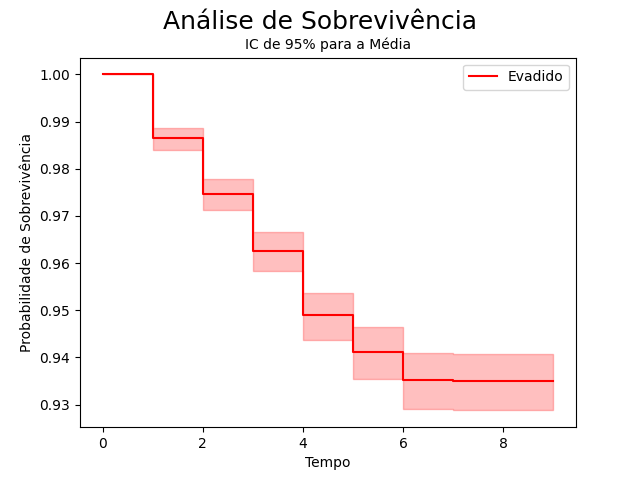 Análise de Sobrevivência
IC de 95% para a Média
Evadido
Probabilidade de Sobrevivência
1.00
0.99
0.98
0.97
0.96
0.95
0.94
0.93
0 2 4 6 8
Tempo